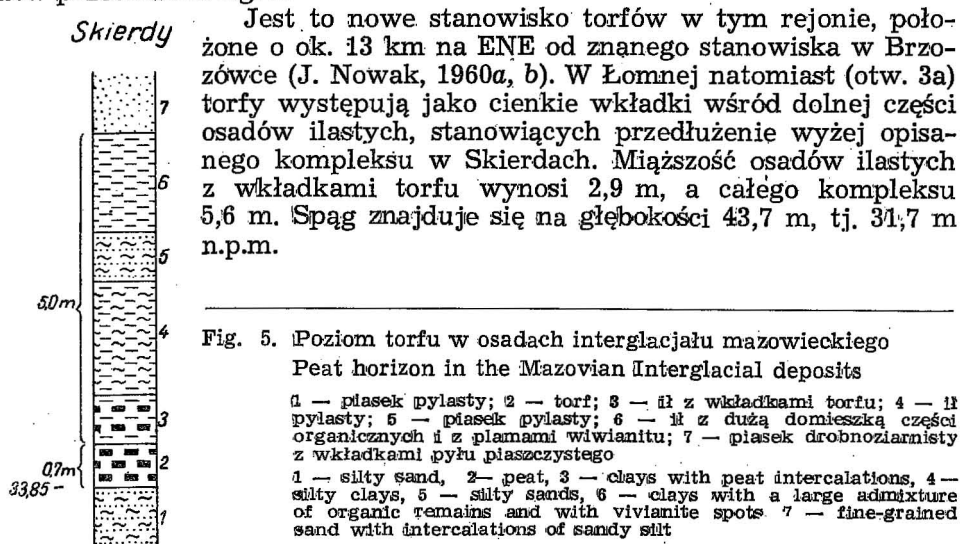 Skierdy
7
6
5
5,0m
4
3
0,7m
2
33,85 –
1
Jest to nowe stanowisko torfów w tym rejonie, poło-
żone o ok. 13 km na ENE od znanego stanowiska w Brzo-
zówce (J. Nowak, 1960a, b). W Łomnej natomiast (otw. 3a)
torfy występują jako cienkie wkładki wśród dolnej części
osadów ilastych, stanowiących przedłużenie wyżej opisa-
nego kompleksu w Skierdach. Miąższość osadów ilastych
z wkładkami torfu wynosi 2,9 m, a całego kompleksu
5,6 m. Spąg znajduje się na głębokości 43,7 m, tj. 31,7 m
n.p.m.
Fig. 5. Poziom torfu w osadach interglacjału mazowieckiego
Peat horizon in the Mazovian Interglacial deposits
1 — piasek pylasty; 2 — torf; 3 — ił z wkładkami torfu; 4 — ił
pylasty; 5 — piasek pylasty; 6 — ił z dużą domieszką części
organicznych i z plamami wiwianitu; 7 — piasek drobnoziarnisty
z wkładkami pyłu piaszczystego
1 — silty sand, 2— peat, 3 — clays with peat intercalations, 4 —
silty clays, 5 — silty sands, 6 — clays with a large admixture
of organic remains and with vivianite spots 7 — fine-grained
sand with intercalations of sandy silt